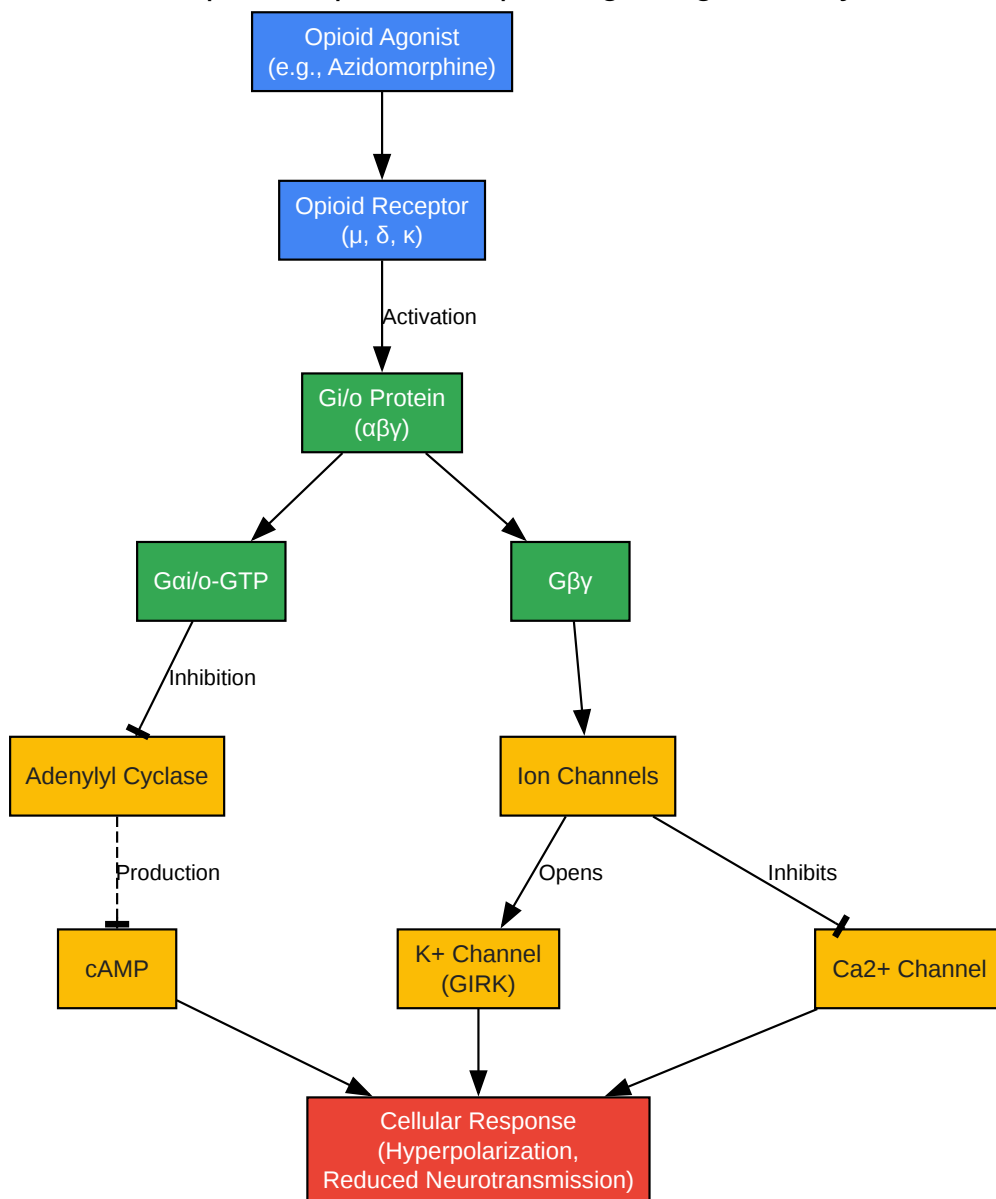 Opioid Agonist
(e.g., Azidomorphine)
Opioid Receptor
(μ, δ, κ)
Activation
Gi/o Protein
(αβγ)
Gαi/o-GTP
Gβγ
Inhibition
Adenylyl Cyclase
Ion Channels
Production
Opens
Inhibits
cAMP
K+ Channel
(GIRK)
Ca2+ Channel
Cellular Response
(Hyperpolarization,
Reduced Neurotransmission)